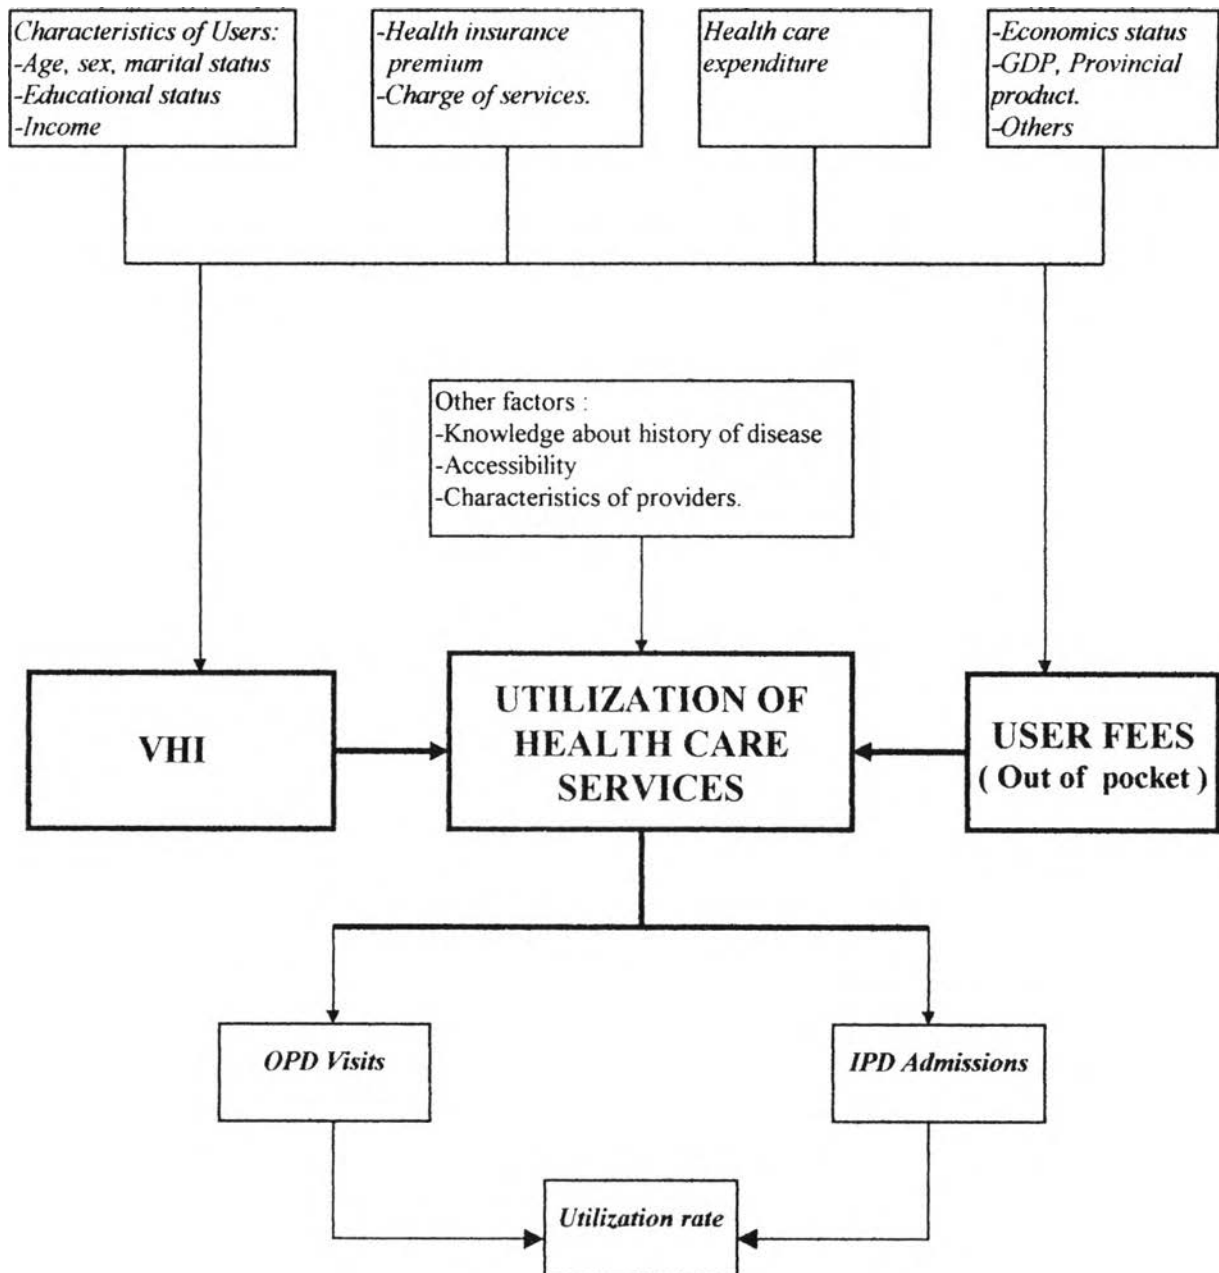 Characteristics of Users:
-Age, sex, marital status
-Educational status
-Income
-Health insurance
premium
-Charge of services.
Health care
expenditure
-Economics status
-GDP, Provincial
product.
-Others
Other factors :
-Knowledge about history of disease
-Accessibility
-Characteristics of providers.
VHI
UTILIZATION OF
HEALTH CARE
SERVICES
USER FEES
( Out of pocket )
OPD Visits
IPD Admissions
Utilization rate